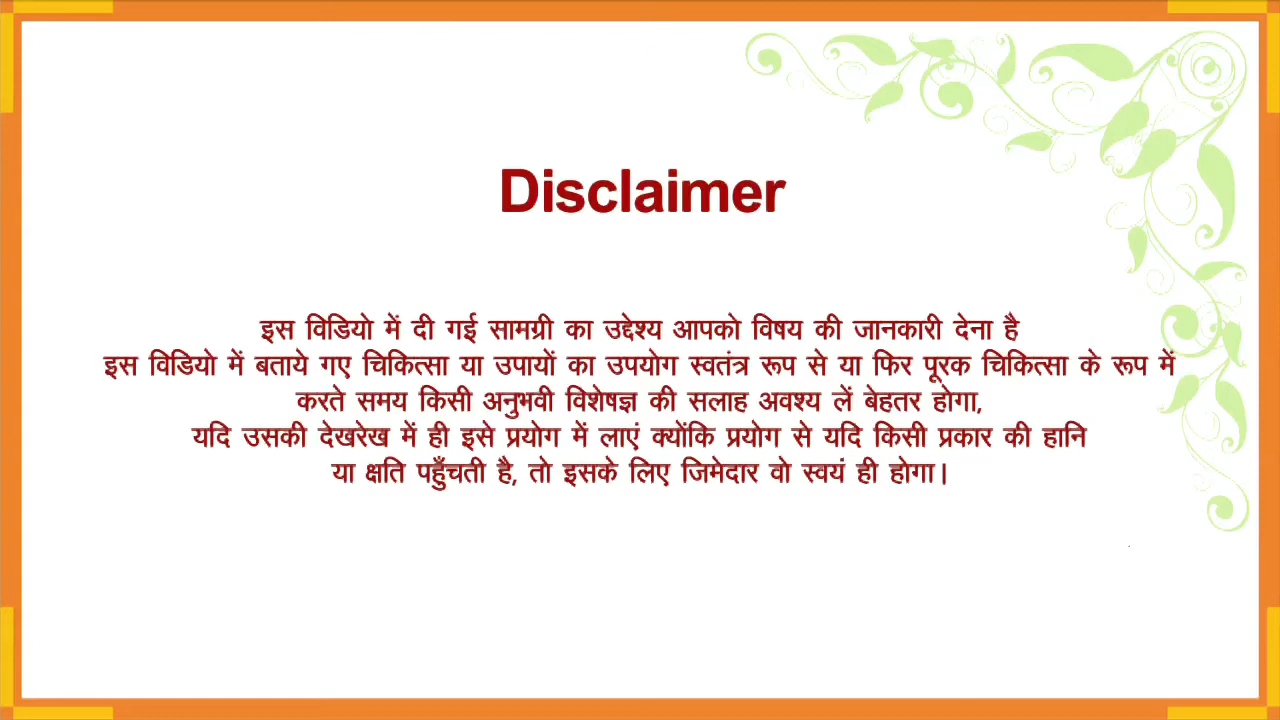 Disclaimer
इस विडियो में दी गई सामग्री का उद्देश्य आपको विषय की जानकारी देना है
इस विडियो में बताये गए चिकित्सा या उपायों का उपयोग स्वतंत्र रूप से या फिर पूरक चिकित्सा के रूप में
करते समय किसी अनुभवी विशेषज्ञ की सलाह अवश्य लें बेहतर होगा,
यदि उसकी देखरेख में ही इसे प्रयोग में लाएं क्योंकि प्रयोग से यदि किसी प्रकार की हानि
या क्षति पहुँचती है, तो इसके लिए जिमेदार वो स्वयं ही होगा।